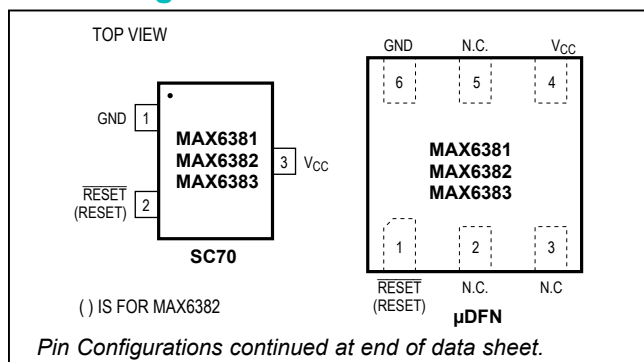 TOP VIEW
GND
1
RESET
(RESET)
2
MAX6381
MAX6382
MAX6383
3
VCC
SC70
( ) IS FOR MAX6382
GND
N.C.
VCC
6
5
4
MAX6381
MAX6382
MAX6383
1
2
3
RESET
(RESET)
N.C.
N.C
µDFN
Pin Configurations continued at end of data sheet.